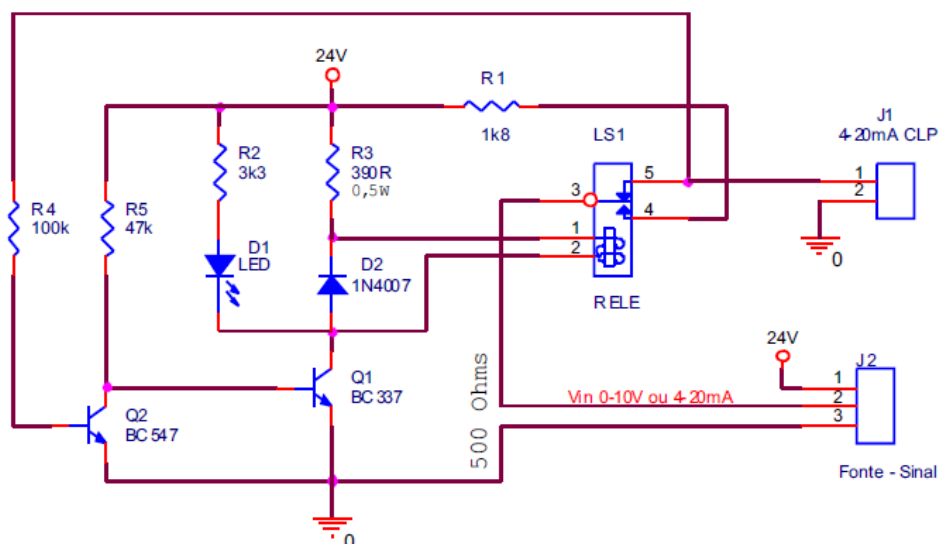 24V
R1
1k8
LS1
J1
4-20mA CLP
R2
3k3
R3
390R
0,5W
3
5
4
1
2
1
2
0
R4
100k
R5
47k
D1
LED
D2
1N4007
RELE
24V
J2
Q1
BC337
Q2
BC547
500 Ohms
Vin 0-10V ou 4-20mA
1
2
3
Fonte - Sinal
0